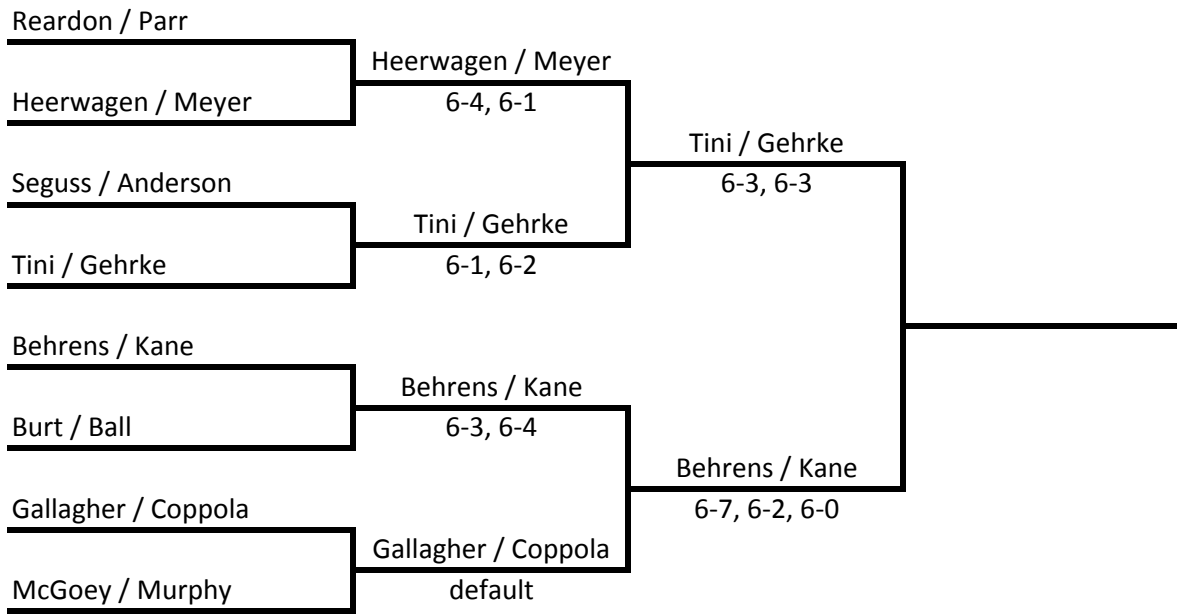 Reardon / Parr
Heerwagen / Meyer
Heerwagen / Meyer
6-4, 6-1
Tini / Gehrke
6-3, 6-3
Seguss / Anderson
Tini / Gehrke
Tini / Gehrke
6-1, 6-2
Behrens / Kane
Behrens / Kane
6-3, 6-4
Burt / Ball
Behrens / Kane
6-7, 6-2, 6-0
Gallagher / Coppola
Gallagher / Coppola
default
McGoey / Murphy